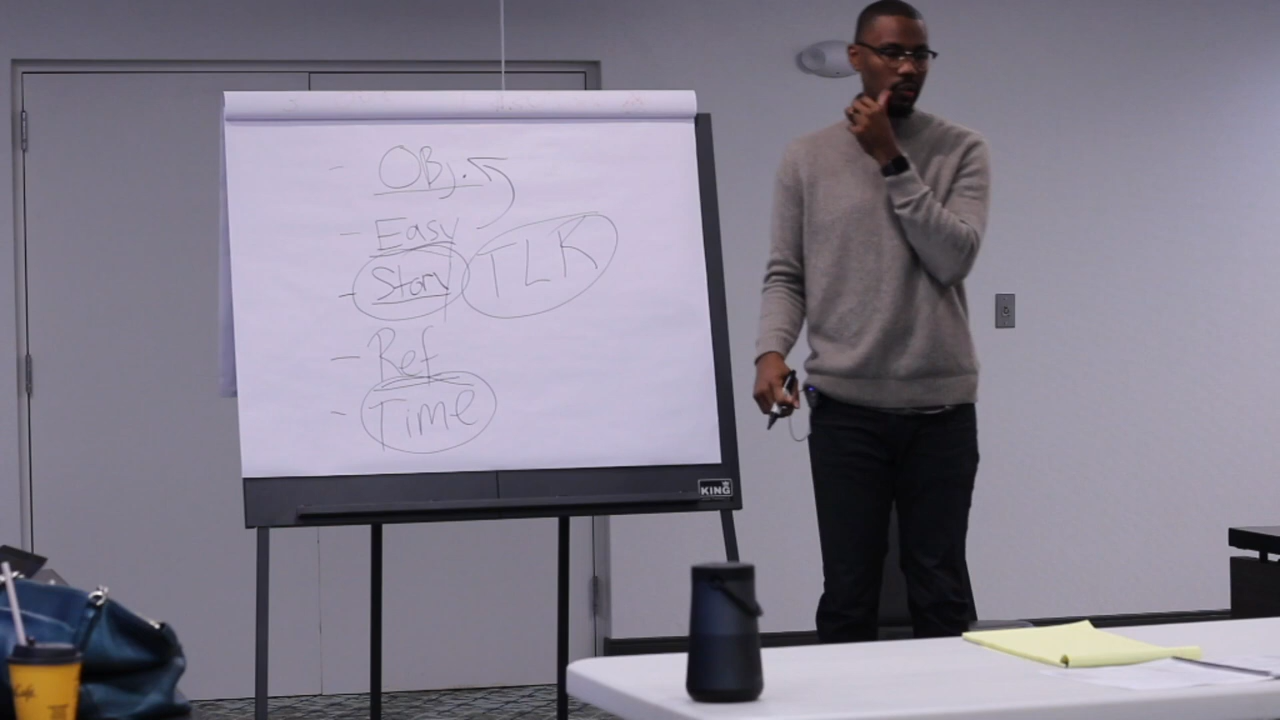 - Obj.
- Easy
- Story TLK
- Ref
- Time
KING